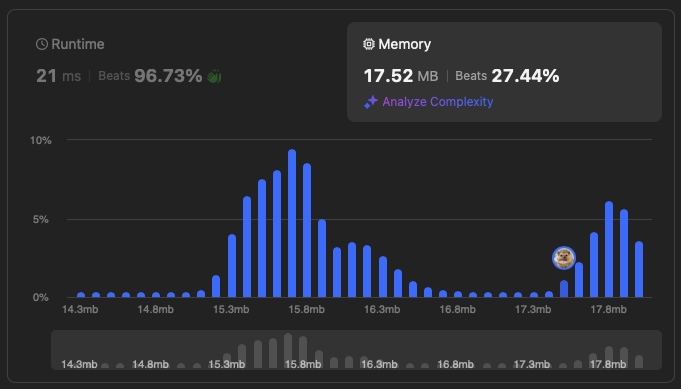 Runtime
21 ms | Beats 96.73%
Memory
17.52 MB | Beats 27.44%
Analyze Complexity
10%
5%
0%
14.3mb 14.8mb 15.3mb 15.8mb 16.3mb 16.8mb 17.3mb 17.8mb
14.3mb 14.8mb 15.3mb 15.8mb 16.3mb 16.8mb 17.3mb 17.8mb